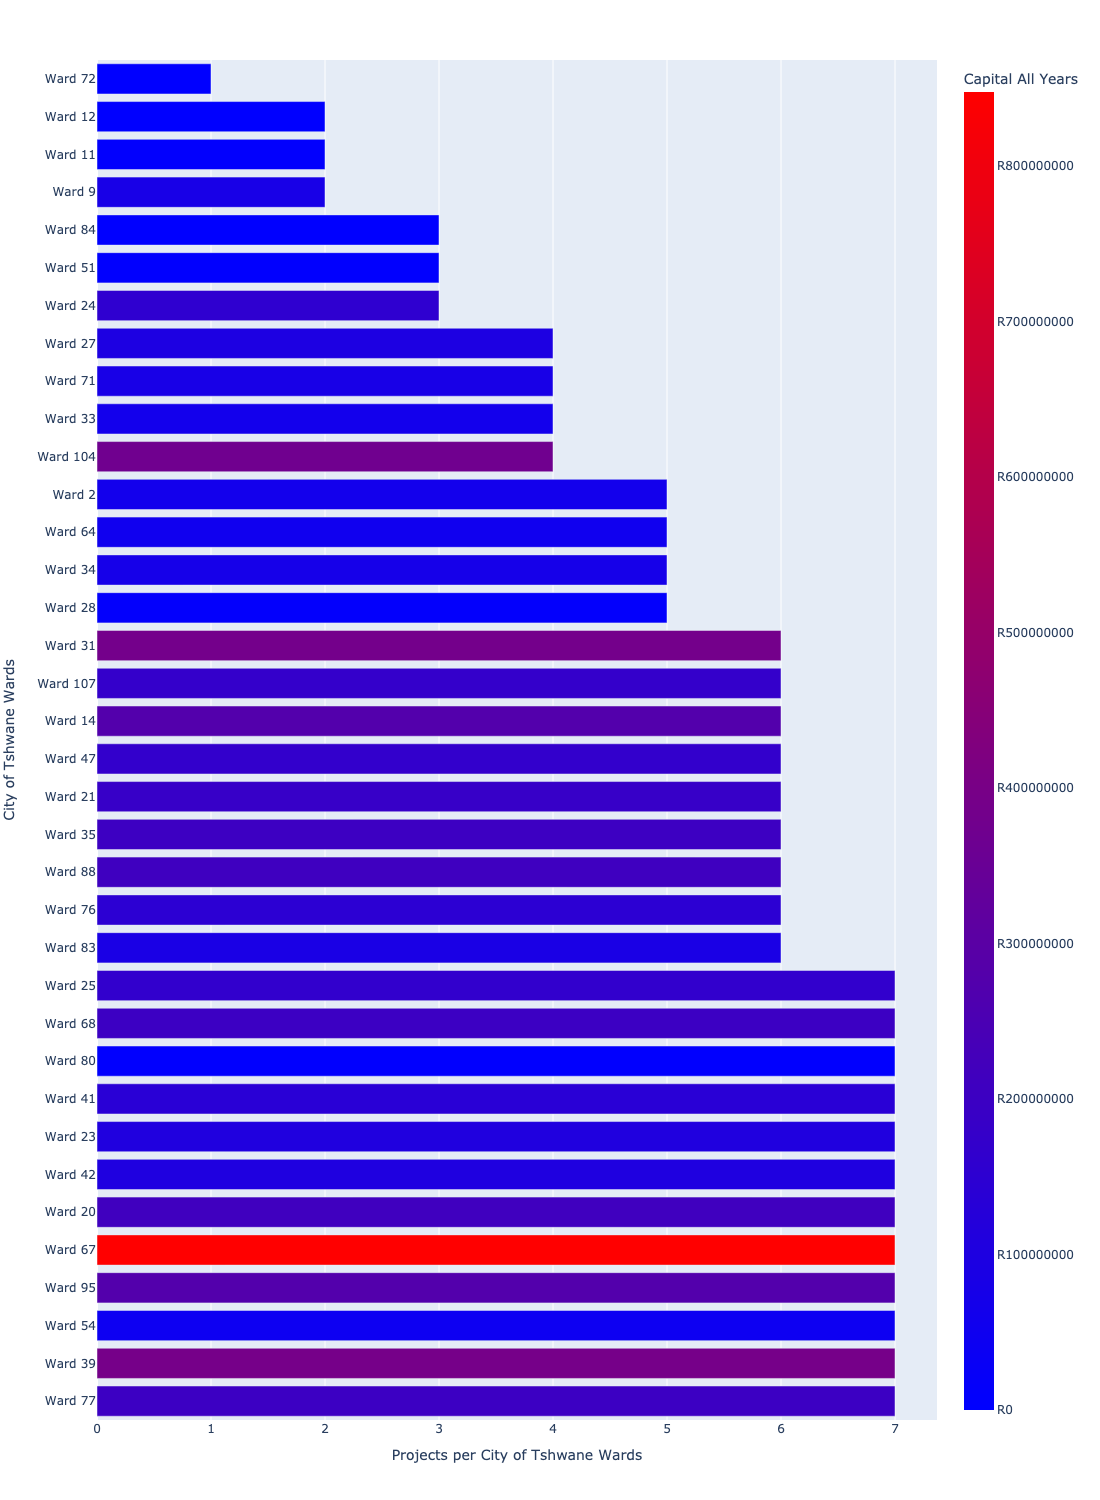 Capital All Years
Ward 72
Ward 12
Ward 11
Ward 9
Ward 84
Ward 51
Ward 24
Ward 27
Ward 71
Ward 33
Ward 104
Ward 2
Ward 64
Ward 34
Ward 28
Ward 31
Ward 107
Ward 14
Ward 47
Ward 21
Ward 35
Ward 88
Ward 76
Ward 83
Ward 25
Ward 68
Ward 80
Ward 41
Ward 23
Ward 42
Ward 20
Ward 67
Ward 95
Ward 54
Ward 39
Ward 77
City of Tshwane Wards
0 1 2 3 4 5 6 7
Projects per City of Tshwane Wards
R800000000
R700000000
R600000000
R500000000
R400000000
R300000000
R200000000
R100000000
R0